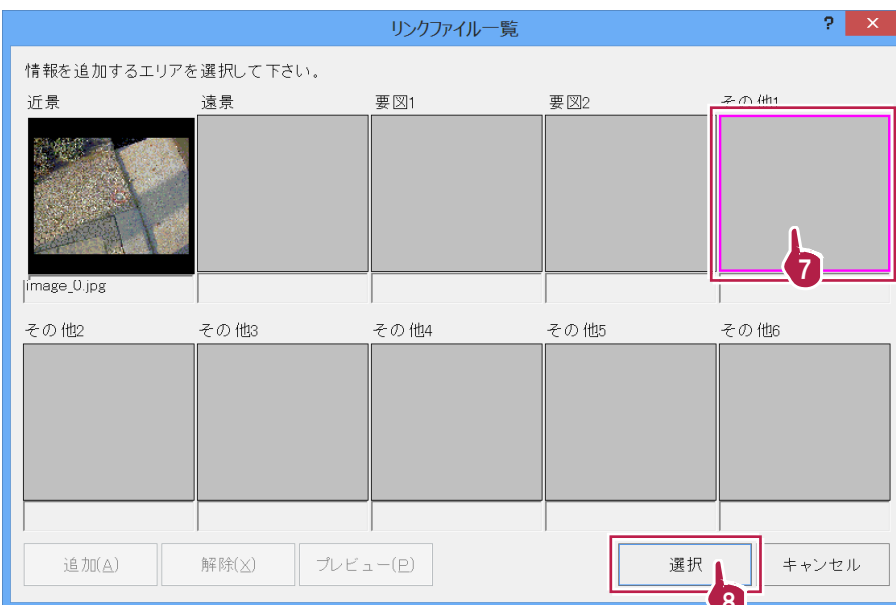 リンクファイル一覧
?
×
情報を追加するエリアを選択して下さい。
近景 遠景 要図1 要図2 その他1
7
image_0.jpg
その他2 その他3 その他4 その他5 その他6
追加(A) 解除(X) プレビュー(P) 選択 キャンセル
8